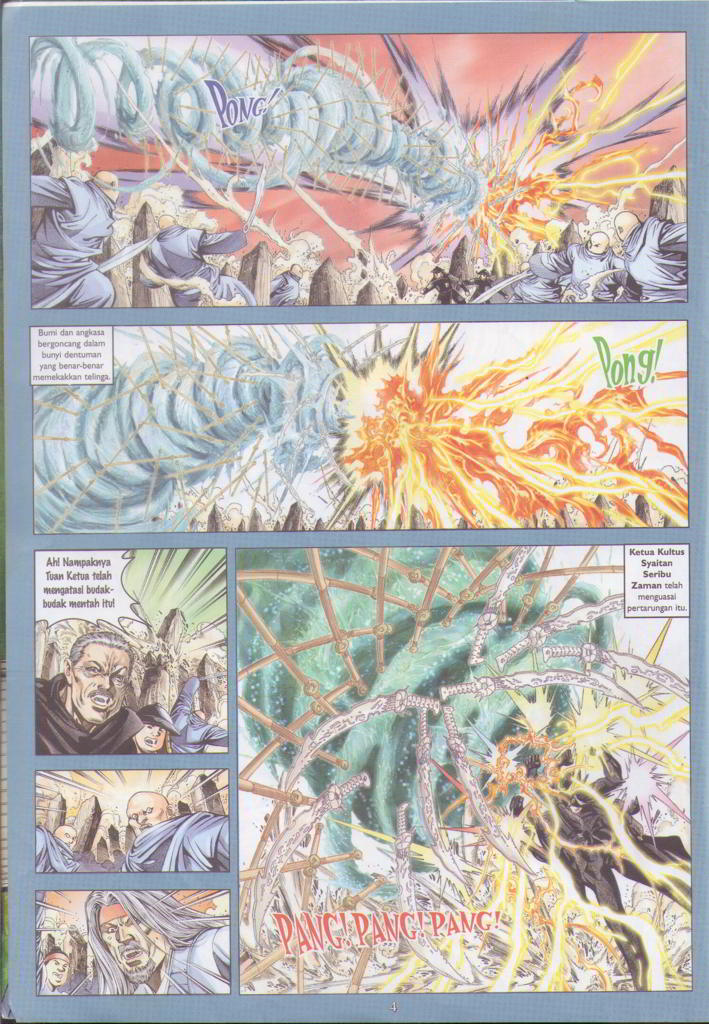 PONG!
Bumi dan angkasa
bergoncang dalam
bunyi dentuman
yang benar-benar
memekakkan telinga.
Pong!
Ah! Nampaknya
Tuan Ketua telah
mengatasi budak-
budak mentah itu!
Ketua Kultus
Syaitan
Seribu
Zaman telah
menguasai
pertarungan itu.
PANG! PANG! PANG!
4